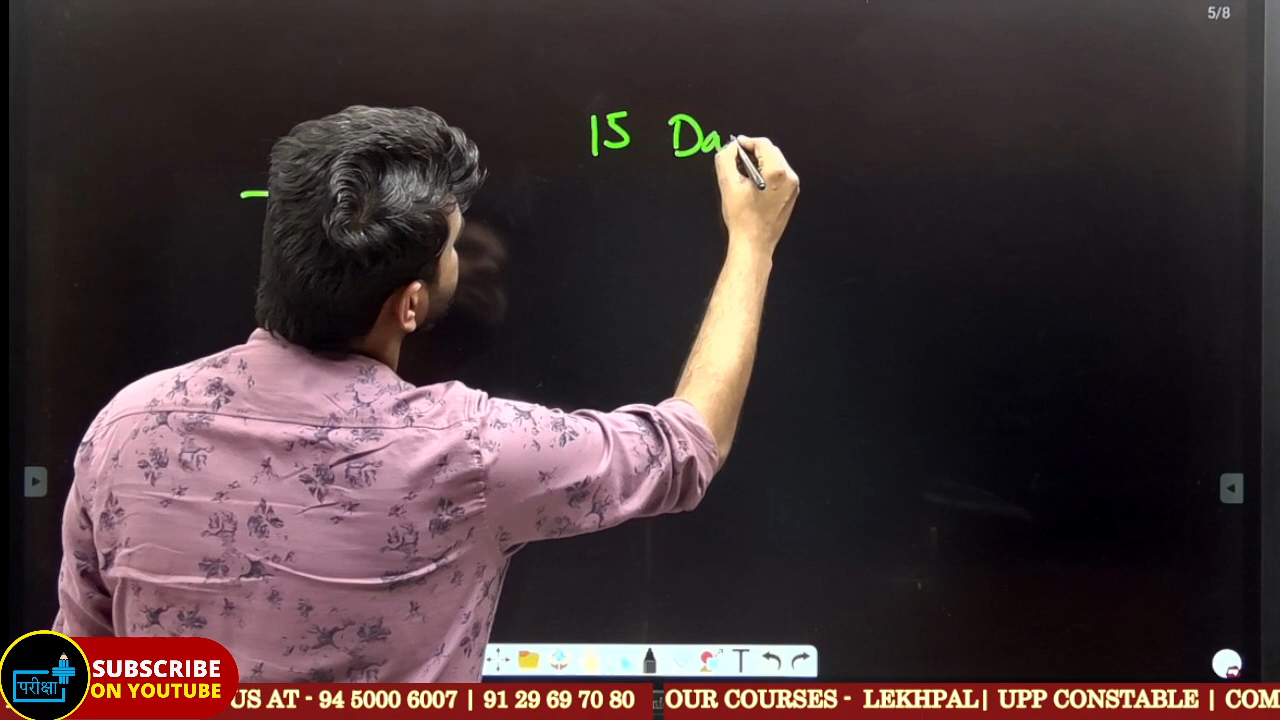 5/8
15 Da
परीक्षा
SUBSCRIBE
ON YOUTUBE
US AT - 94 5000 6007 | 91 29 69 70 80 OUR COURSES - LEKHPAL| UPP CONSTABLE | COM